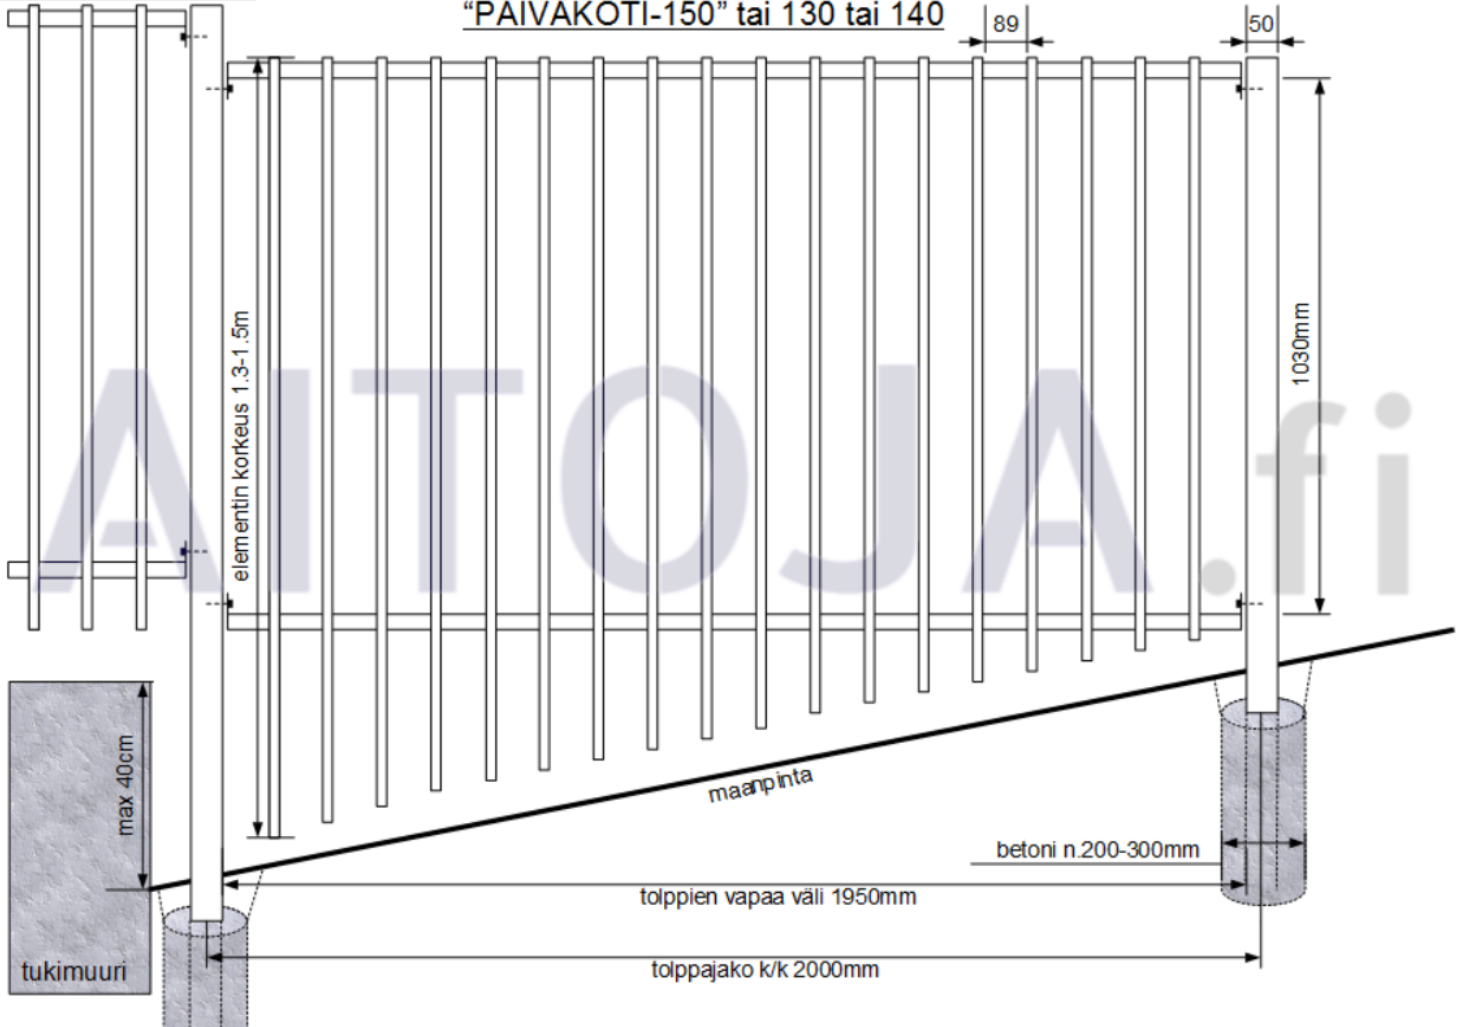 “PÄIVÄKOTI-150” tai 130 tai 140
89
50
elementin korkeus 1.3-1.5m
1030mm
AITOJA.fi
max 40cm
maanpinta
betoni n.200-300mm
tolppien vapaa väli 1950mm
tukimuuri
tolppajako k/k 2000mm